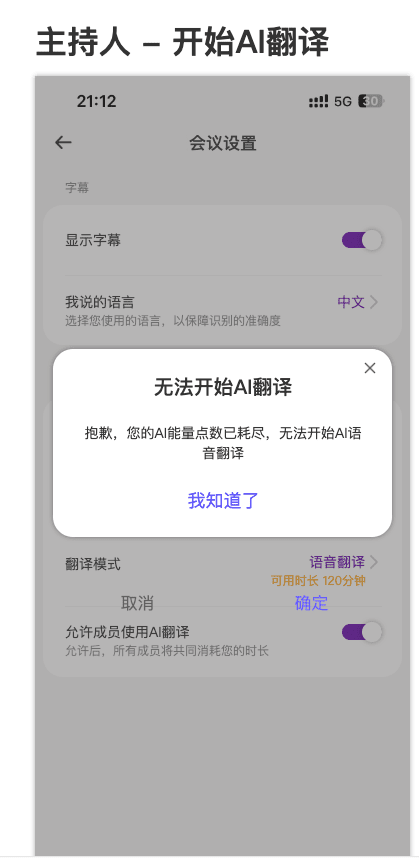 主持人 – 开始AI翻译
21:12
5G
30
会议设置
字幕
显示字幕
我说的语言
中文
选择您使用的语言，以保障识别的准确度
无法开始AI翻译
抱歉，您的AI能量点数已耗尽，无法开始AI语
音翻译
我知道了
翻译模式
语音翻译
可用时长 120分钟
取消
确定
允许成员使用AI翻译
允许后，所有成员将共同消耗您的时长